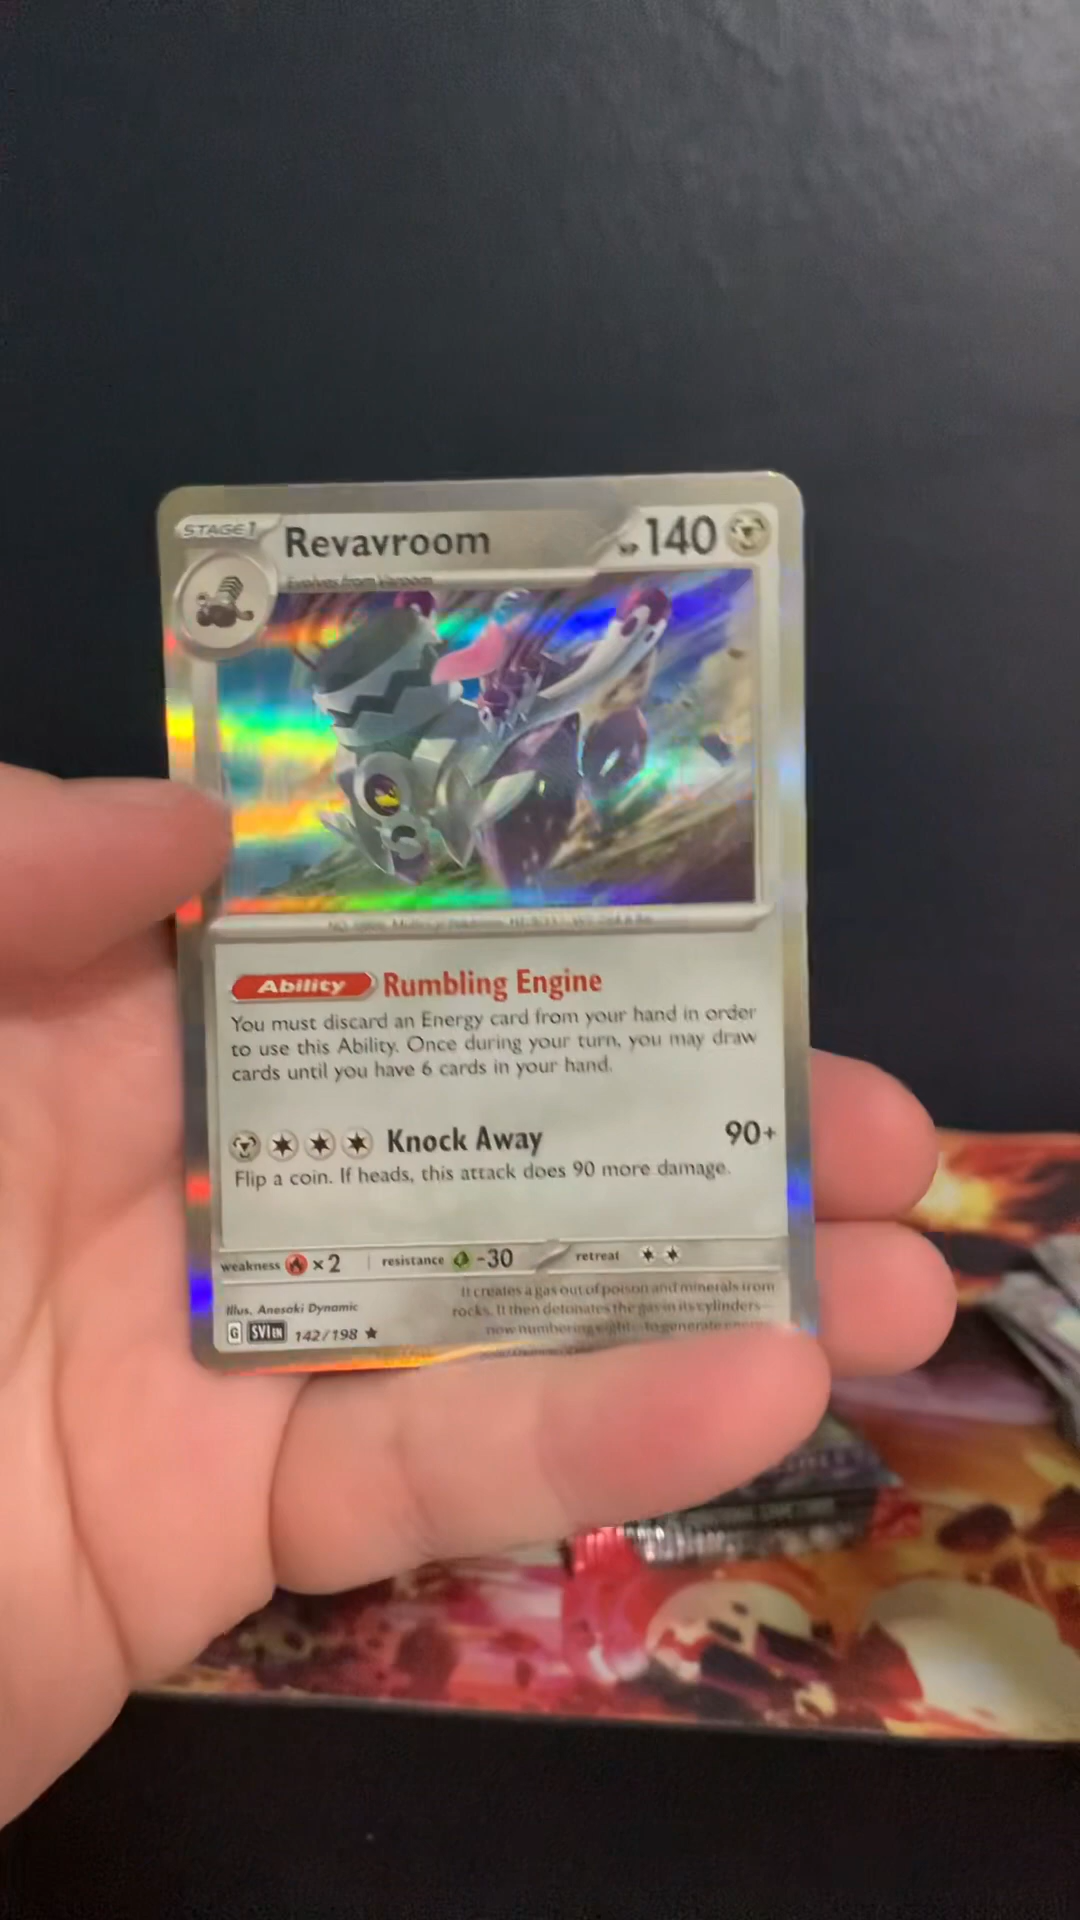 STAGE 1
Revavroom
HP 140
Evolves from Varoom
Ability Rumbling Engine
You must discard an Energy card from your hand in order
to use this Ability. Once during your turn, you may draw
cards until you have 6 cards in your hand.
Knock Away 90+
Flip a coin. If heads, this attack does 90 more damage.
weakness ×2 resistance -30 retreat
It creates a gas out of poison and minerals from
rocks. It then detonates the gas in its cylinders—
now numbering eight—to generate
Illus. Anesaki Dynamic
G SVI EN 142/198